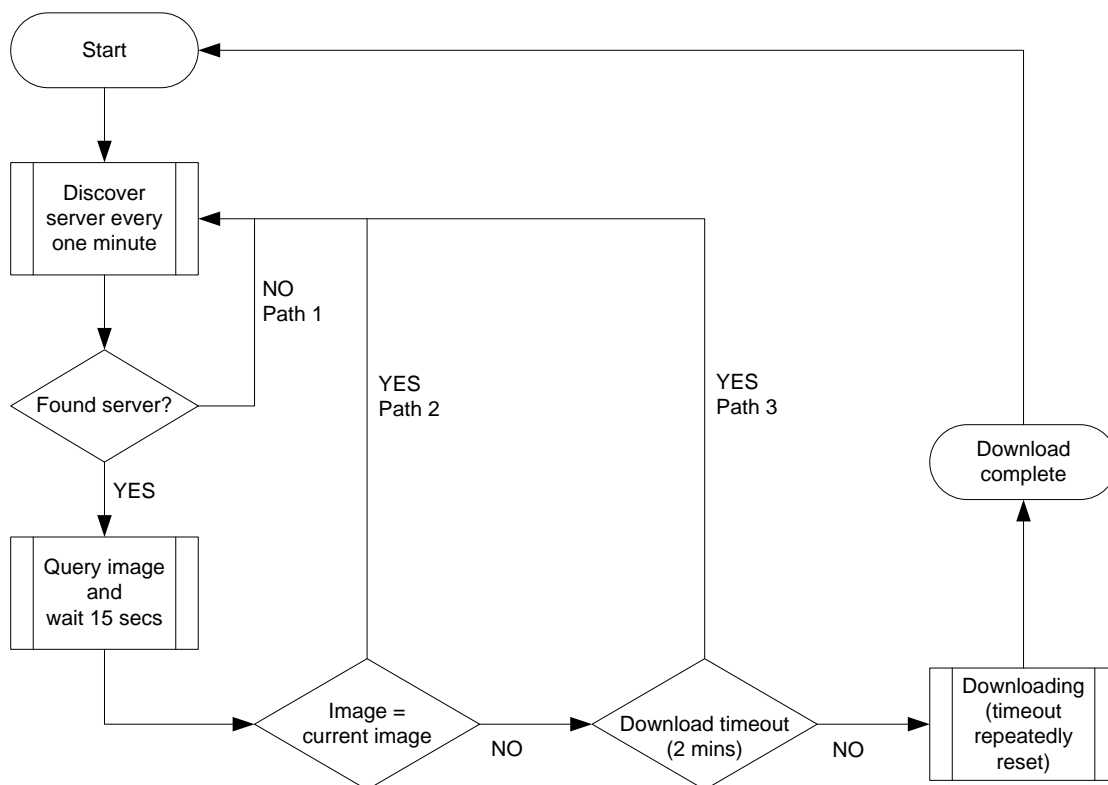 Start
Discover
server every
one minute
NO
Path 1
Found server?
YES
Path 2
YES
Path 3
Download
complete
YES
Query image
and
wait 15 secs
Image =
current image
NO
Download timeout
(2 mins)
NO
Downloading
(timeout
repeatedly
reset)